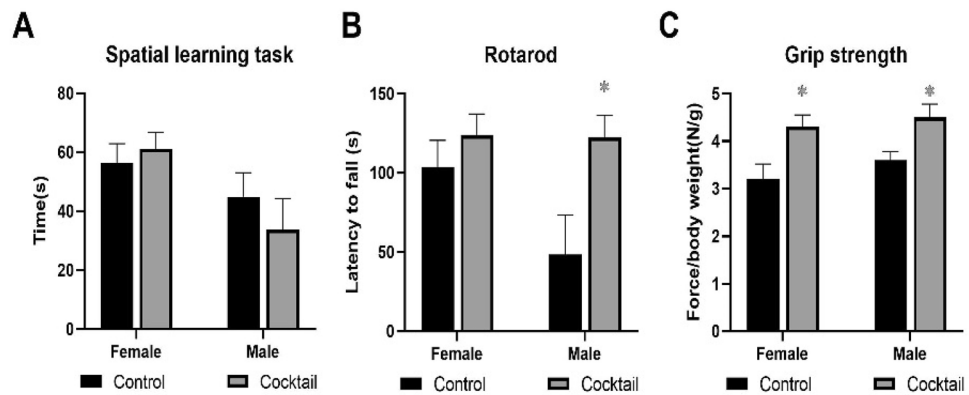 A
Spatial learning task
Time(s)
80
60
40
20
0
Female Male
Control Cocktail
B
Rotarod
Latency to fall (s)
150
100
50
0
*
Female Male
Control Cocktail
C
Grip strength
Force/body weight(N/g)
5
4
3
2
1
0
* *
Female Male
Control Cocktail